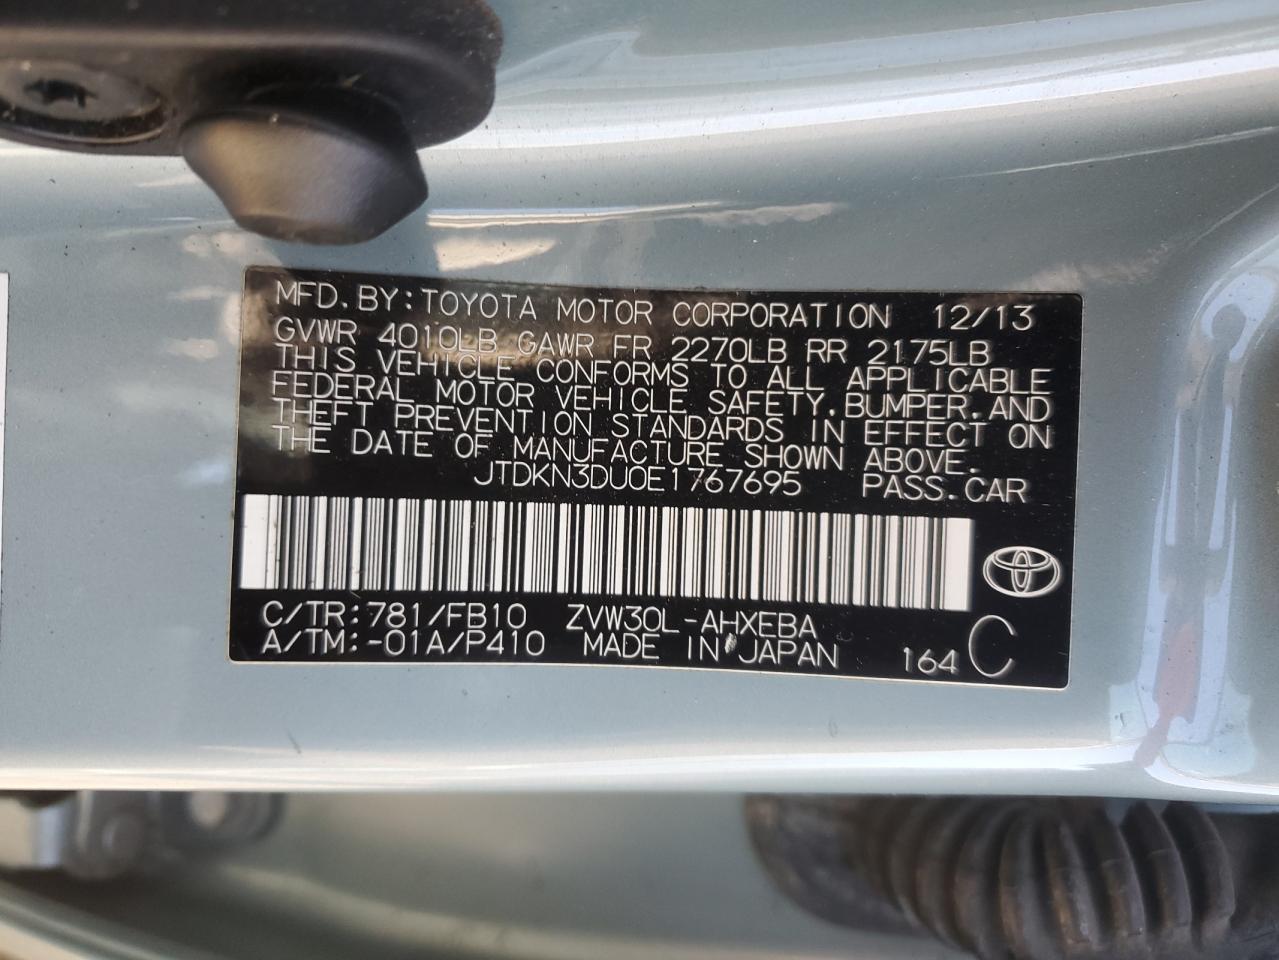 MFD. BY: TOYOTA MOTOR CORPORATION 12/13
GVWR 4010LB GAWR FR 2270LB RR 2175LB
THIS VEHICLE CONFORMS TO ALL APPLICABLE
FEDERAL MOTOR VEHICLE SAFETY, BUMPER, AND
THEFT PREVENTION STANDARDS IN EFFECT ON
THE DATE OF MANUFACTURE SHOWN ABOVE.
JTDKN3DU0E1767695 PASS. CAR
C/TR: 781/FB10 ZVW30L-AHXEBA
A/TM: -01A/P410 MADE IN JAPAN 164 C